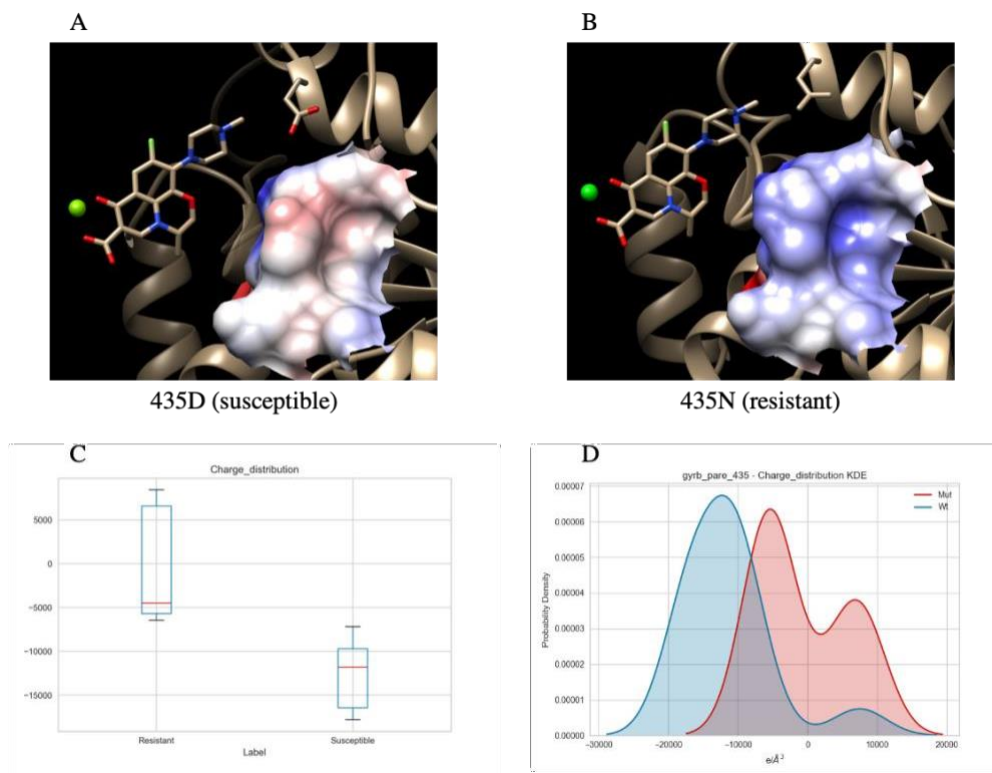 A
B
435D (susceptible)
435N (resistant)
C
Charge_distribution
5000
0
−5000
−10000
−15000
Resistant
Susceptible
Label
D
gyrb_pare_435 - Charge_distribution KDE
Mut
Wt
Probability Density
0.00007
0.00006
0.00005
0.00004
0.00003
0.00002
0.00001
0.00000
−30000
−20000
−10000
0
10000
20000